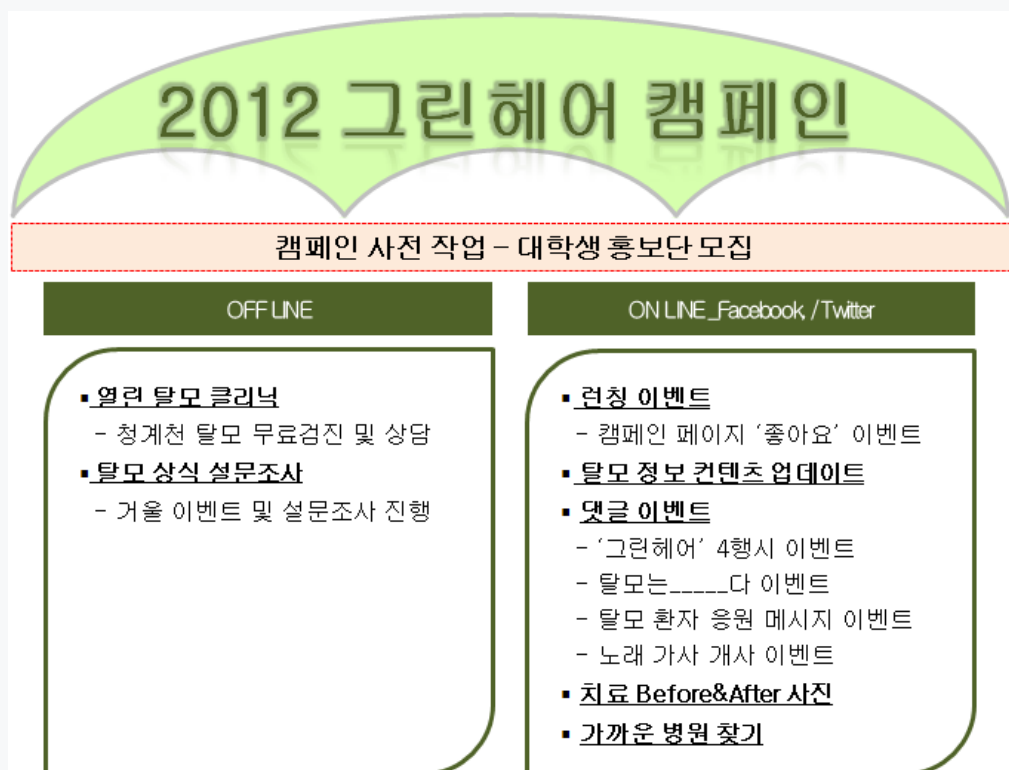 2012 그린헤어 캠페인
캠페인 사전 작업 – 대학생 홍보단 모집
OFF LINE
▪ 열린 탈모 클리닉
- 청계천 탈모 무료검진 및 상담
▪ 탈모 상식 설문조사
- 거울 이벤트 및 설문조사 진행
ON LINE_Facebook, / Twitter
▪ 런칭 이벤트
- 캠페인 페이지 ‘좋아요’ 이벤트
▪ 탈모 정보 컨텐츠 업데이트
▪ 댓글 이벤트
- ‘그린헤어’ 4행시 이벤트
- 탈모는_____다 이벤트
- 탈모 환자 응원 메시지 이벤트
- 노래 가사 개사 이벤트
▪ 치료 Before&After 사진
▪ 가까운 병원 찾기